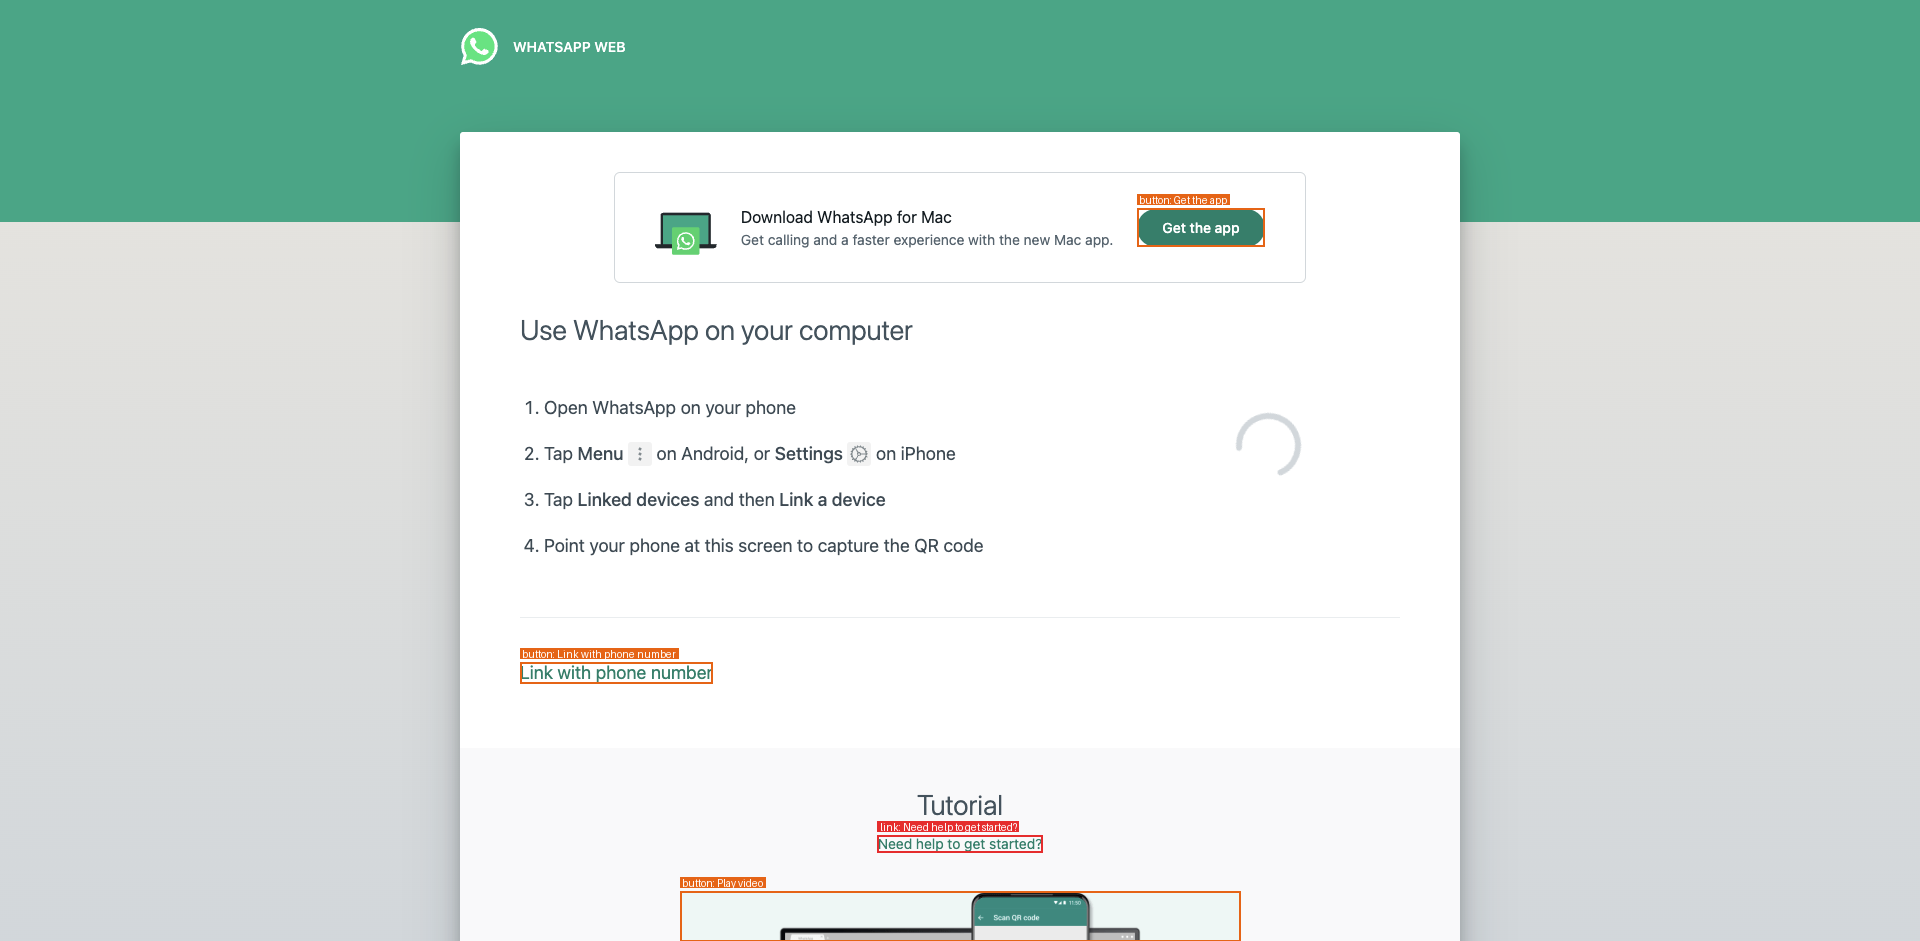 WHATSAPP WEB
button: Get the app
Download WhatsApp for Mac
Get the app
Get calling and a faster experience with the new Mac app.
Use WhatsApp on your computer
1. Open WhatsApp on your phone
2. Tap Menu on Android, or Settings on iPhone
3. Tap Linked devices and then Link a device
4. Point your phone at this screen to capture the QR code
button: Link with phone number
Link with phone number
Tutorial
link: Need help to get started?
Need help to get started?
button: Play video
11:50
Scan QR code